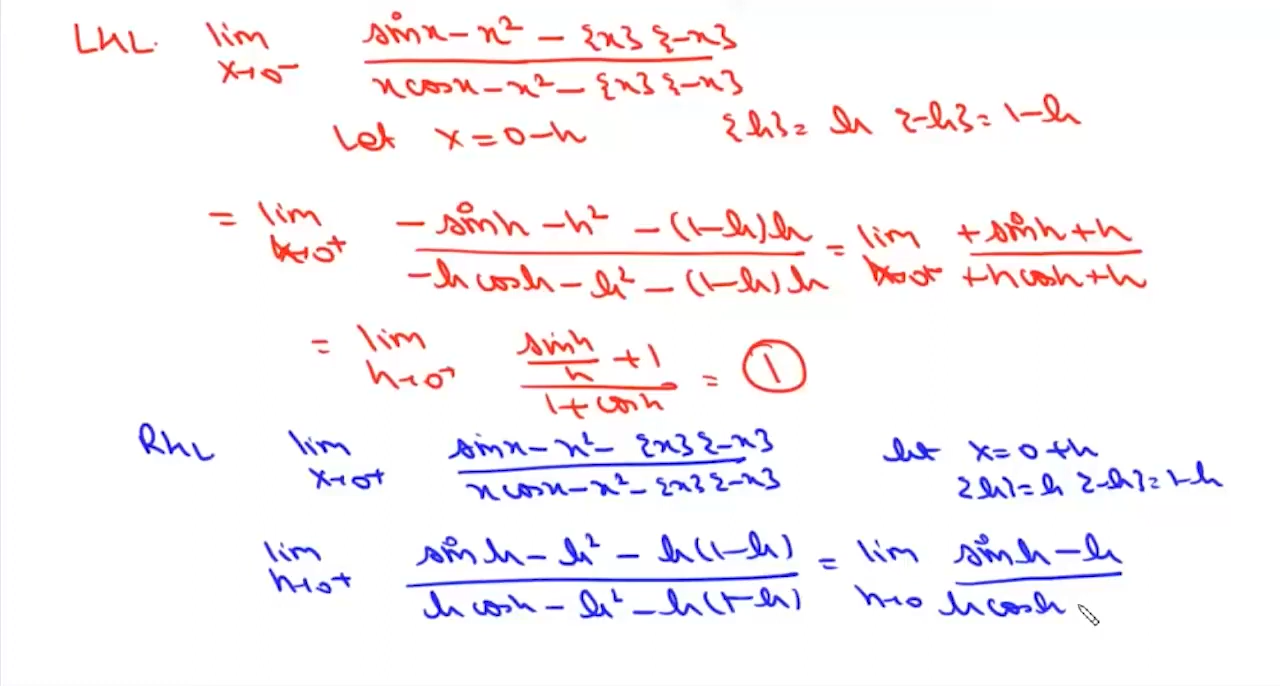 LHL. lim x→0⁻ (sinx - x² - {x}{-x}) / (xcosx - x² - {x}{-x})
Let x = 0-h {h} = h {-h} = 1-h
= lim h→0⁺ (-sinh - h² - (1-h)h) / (-hcosh - h² - (1-h)h) = lim h→0⁺ (+sinh + h) / (+hcosh + h)
= lim h→0⁺ (sinh/h + 1) / (1 + cosh) = 1
RHL lim x→0⁺ (sinx - x² - {x}{-x}) / (xcosx - x² - {x}{-x}) let x = 0+h
{h} = h {-h} = 1-h
lim h→0⁺ (sinh - h² - h(1-h)) / (hcosh - h² - h(1-h)) = lim h→0 (sinh - h) / (hcosh